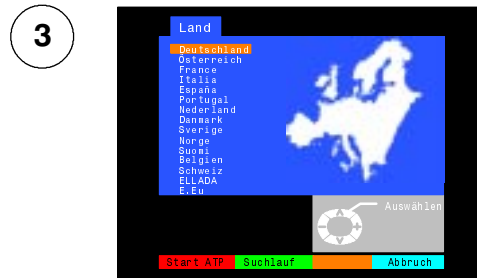 3
Land
Deutschland
Österreich
France
Italia
España
Portugal
Nederland
Danmark
Sverige
Norge
Suomi
Belgien
Schweiz
ELLADA
E.Eu
Auswählen
Start ATP Suchlauf Abbruch